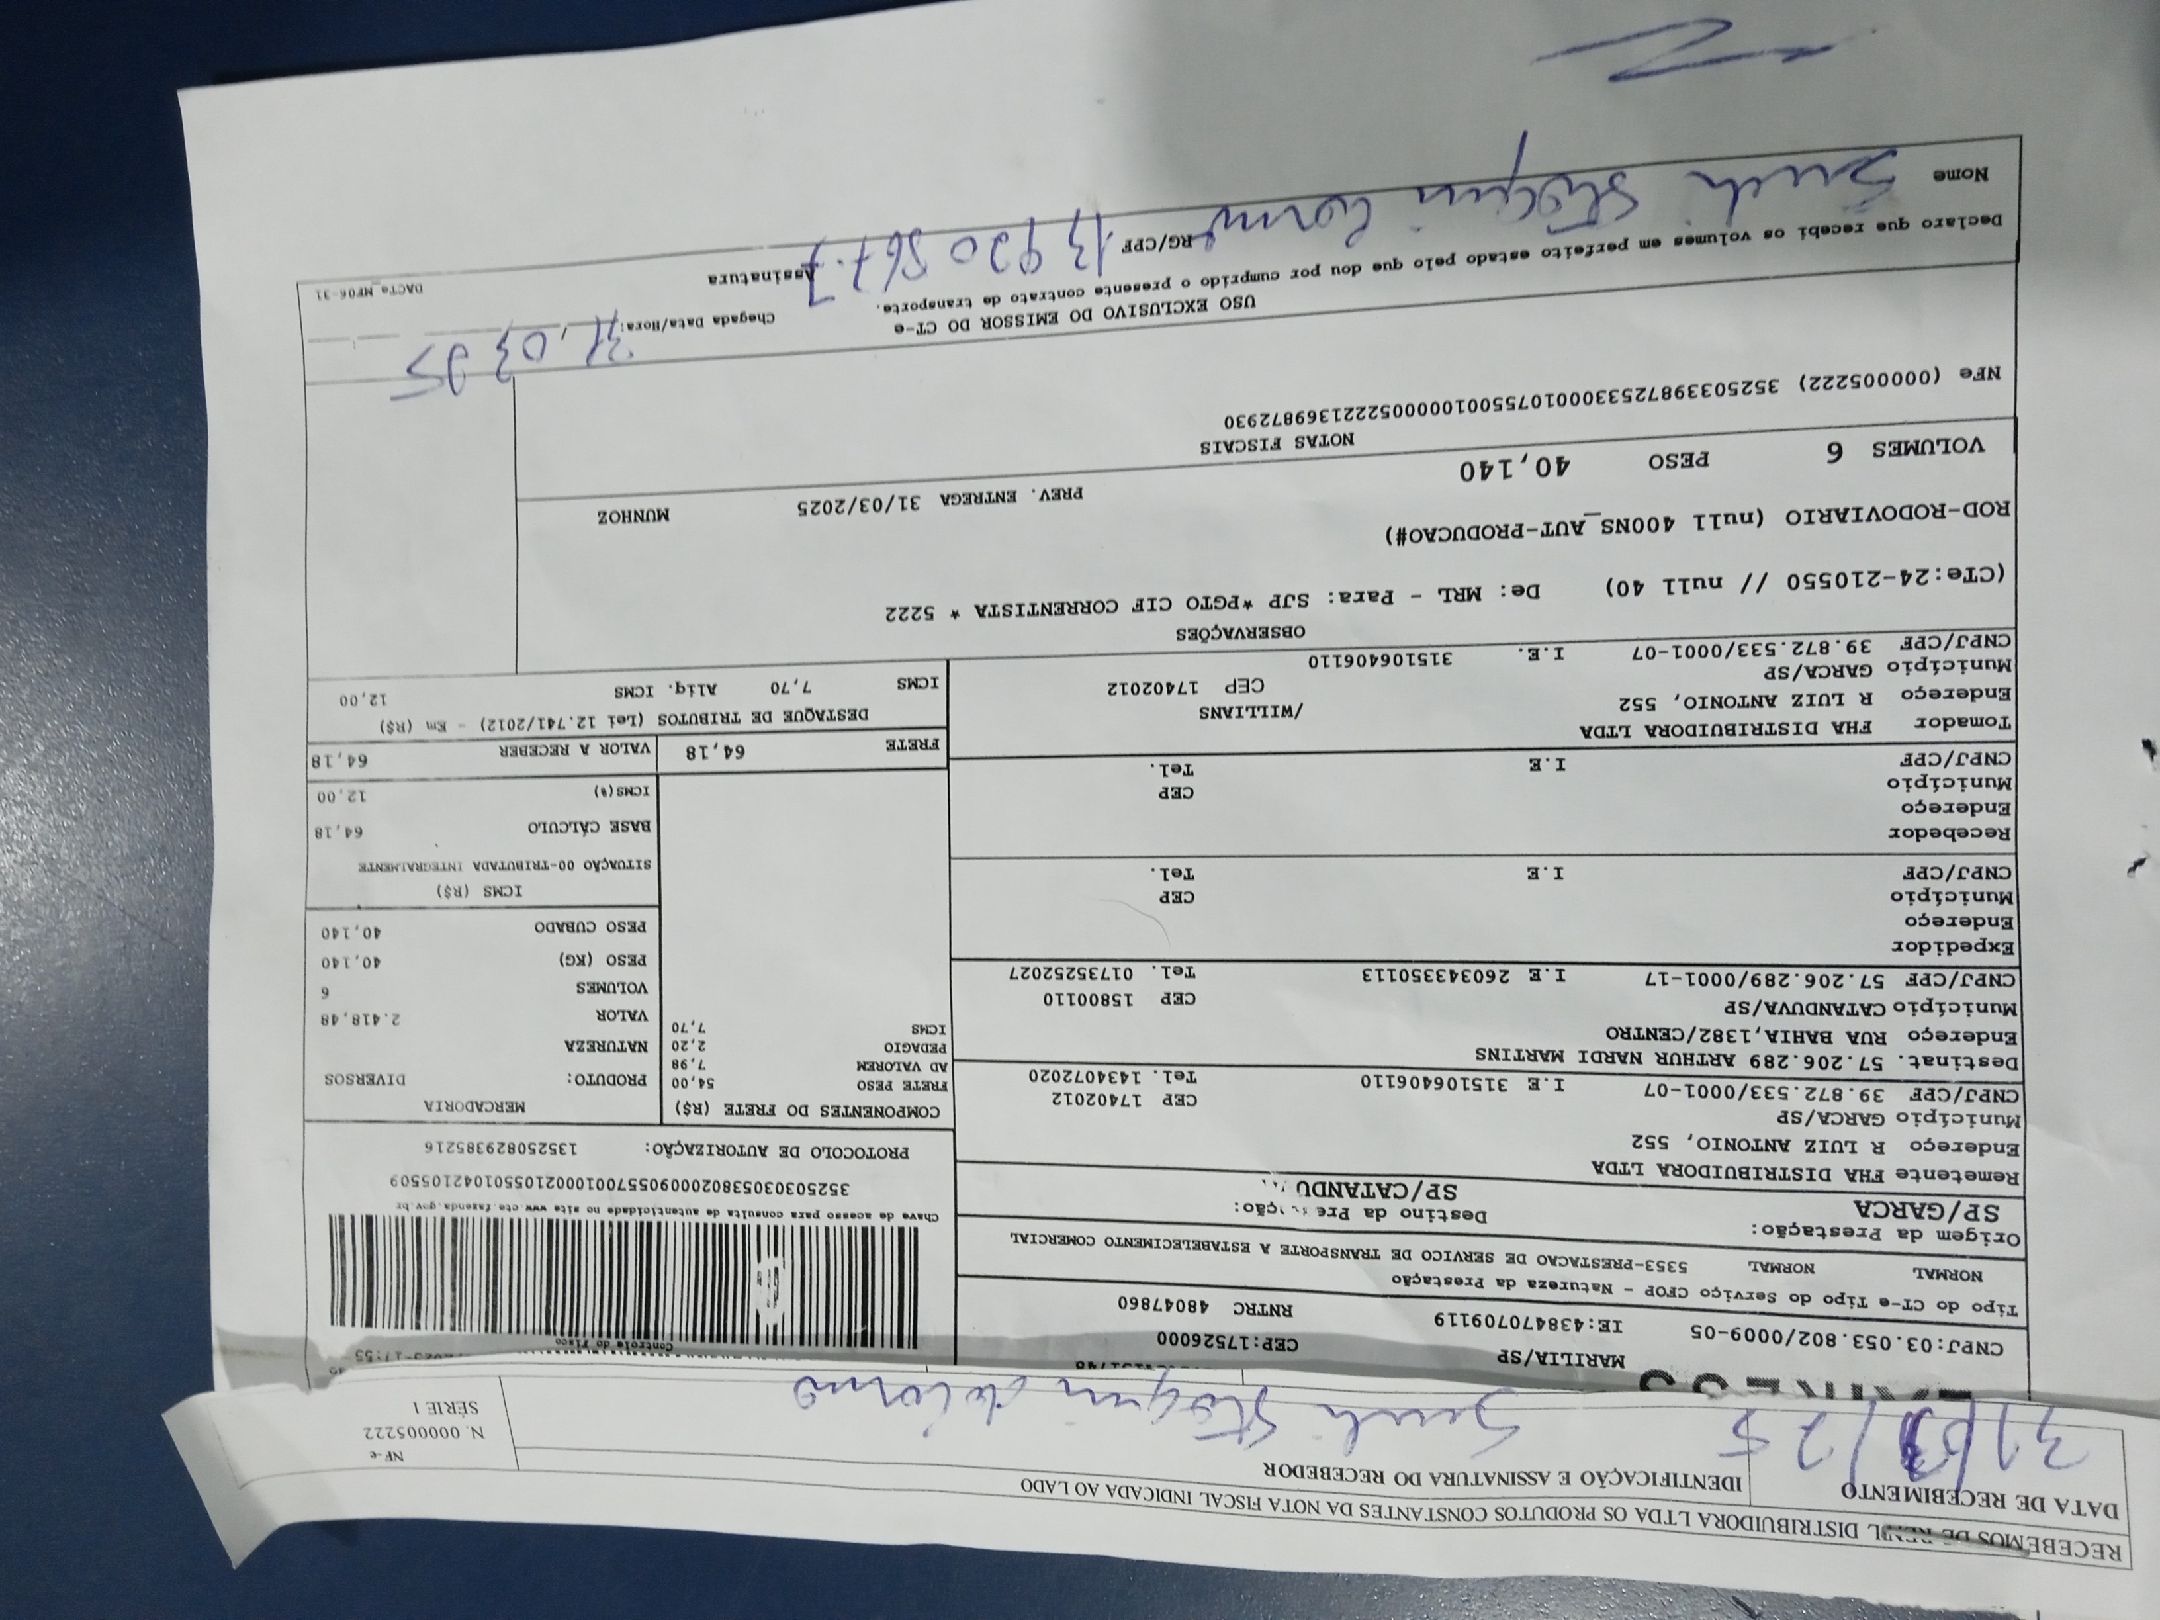 RECEBEMOS DE DISTRIBUIDORA LTDA OS PRODUTOS CONSTANTES DA NOTA FISCAL INDICADA AO LADO
DATA DE RECEBIMENTO
IDENTIFICAÇÃO E ASSINATURA DO RECEBEDOR
31/03/25
NF-e
N. 000005222
SÉRIE 1
MARILIA/SP CEP:17526000
CNPJ:03.053.802/0009-05 IE:438470709119 RNTRC 48047860
Tipo do CT-e Tipo do Serviço CFOP - Natureza da Prestação
NORMAL NORMAL 5353-PRESTACAO DE SERVICO DE TRANSPORTE A ESTABELECIMENTO COMERCIAL
Origem da Prestação: Destino da
SP/GARCA
Controle do Fisco
Chave de acesso para consulta de autenticidade no site www.cte.fazenda.gov.br
35250303053802000905570010002105501042105509
PROTOCOLO DE AUTORIZAÇÃO: 135250829385216
Remetente FHA DISTRIBUIDORA LTDA
Endereço R LUIZ ANTONIO, 552
Município GARCA/SP CEP 17402012
CNPJ/CPF 39.872.533/0001-07 I.E 315106406110 Tel. 1434072020
Destinat. 57.206.289 ARTHUR NARDI MARTINS
Endereço RUA BAHIA,1382/CENTRO
Município CATANDUVA/SP CEP 15800110
CNPJ/CPF 57.206.289/0001-17 I.E 260343350113 Tel. 01735252027
Expedidor
Endereço
Município CEP
CNPJ/CPF I.E Tel.
Recebedor
Endereço
Município CEP
CNPJ/CPF I.E Tel.
Tomador FHA DISTRIBUIDORA LTDA /WILLIANS
Endereço R LUIZ ANTONIO, 552
Município GARCA/SP CEP 17402012
CNPJ/CPF 39.872.533/0001-07 I.E. 315106406110
COMPONENTES DO FRETE (R$)
FRETE PESO 54,00
AD VALOREM 7,98
PEDAGIO 2,20
ICMS 7,70
MERCADORIA
PRODUTO: DIVERSOS
NATUREZA
VALOR 2.418,48
VOLUMES 6
PESO (KG) 40,140
PESO CUBADO 40,140
ICMS (R$)
SITUAÇÃO 00-TRIBUTADA INTEGRALMENTE
BASE CÁLCULO 64,18
ICMS(%) 12,00
FRETE 64,18 VALOR A RECEBER 64,18
DESTAQUE DE TRIBUTOS (Lei 12.741/2012) - Em (R$)
ICMS 7,70 Aliq. ICMS 12,00
OBSERVAÇÕES
(CTe:24-210550 // null 40) De: MRL - Para: SJP *PGTO CIF CORRENTISTA * 5222
ROD-RODOVIARIO (null 400NS_AUT-PRODUCAO#)
PREV. ENTREGA 31/03/2025 MUNHOZ
VOLUMES 6 PESO 40,140
NOTAS FISCAIS
NFe (000005222) 35250339872533000107550010000052221369872930
USO EXCLUSIVO DO EMISSOR DO CT-e
Declaro que recebi os volumes em perfeito estado pelo que dou por cumprido o presente contrato de transporte.
Chegada Data/Hora: 31.03 25
Nome
RG/CPF 13 920 567.7
Assinatura
DACTe_MF06-31